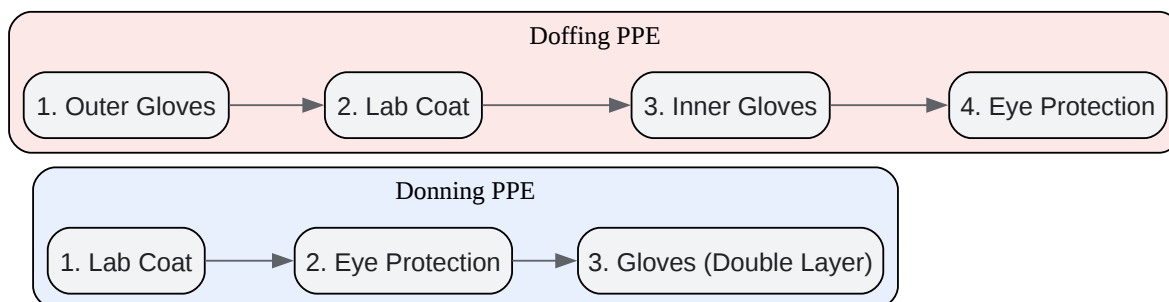 Doffing PPE
1. Outer Gloves
2. Lab Coat
3. Inner Gloves
4. Eye Protection
Donning PPE
1. Lab Coat
2. Eye Protection
3. Gloves (Double Layer)